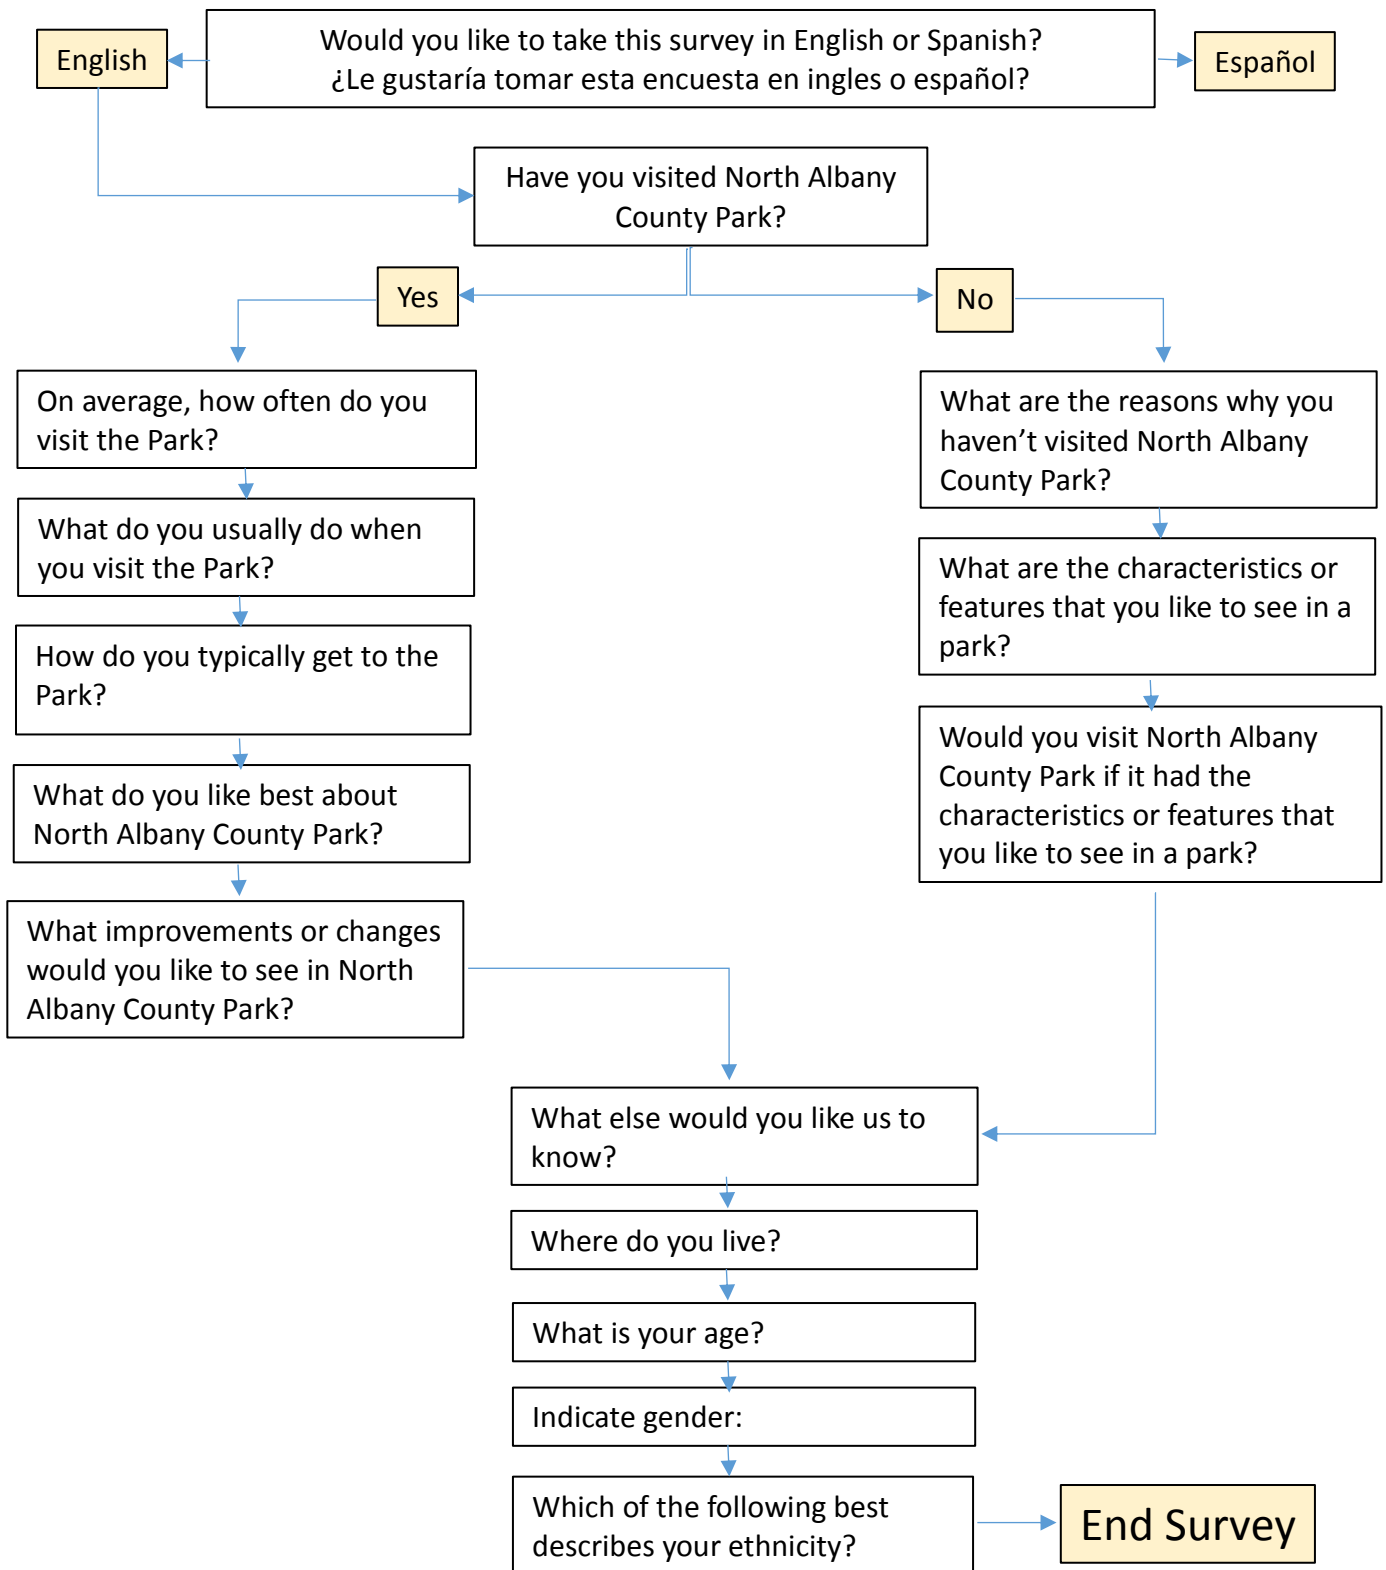 Would you like to take this survey in English or Spanish?
¿Le gustaría tomar esta encuesta en ingles o español?
English
Español
Have you visited North Albany
County Park?
Yes
No
On average, how often do you
visit the Park?
What do you usually do when
you visit the Park?
How do you typically get to the
Park?
What do you like best about
North Albany County Park?
What improvements or changes
would you like to see in North
Albany County Park?
What are the reasons why you
haven’t visited North Albany
County Park?
What are the characteristics or
features that you like to see in a
park?
Would you visit North Albany
County Park if it had the
characteristics or features that
you like to see in a park?
What else would you like us to
know?
Where do you live?
What is your age?
Indicate gender:
Which of the following best
describes your ethnicity?
End Survey